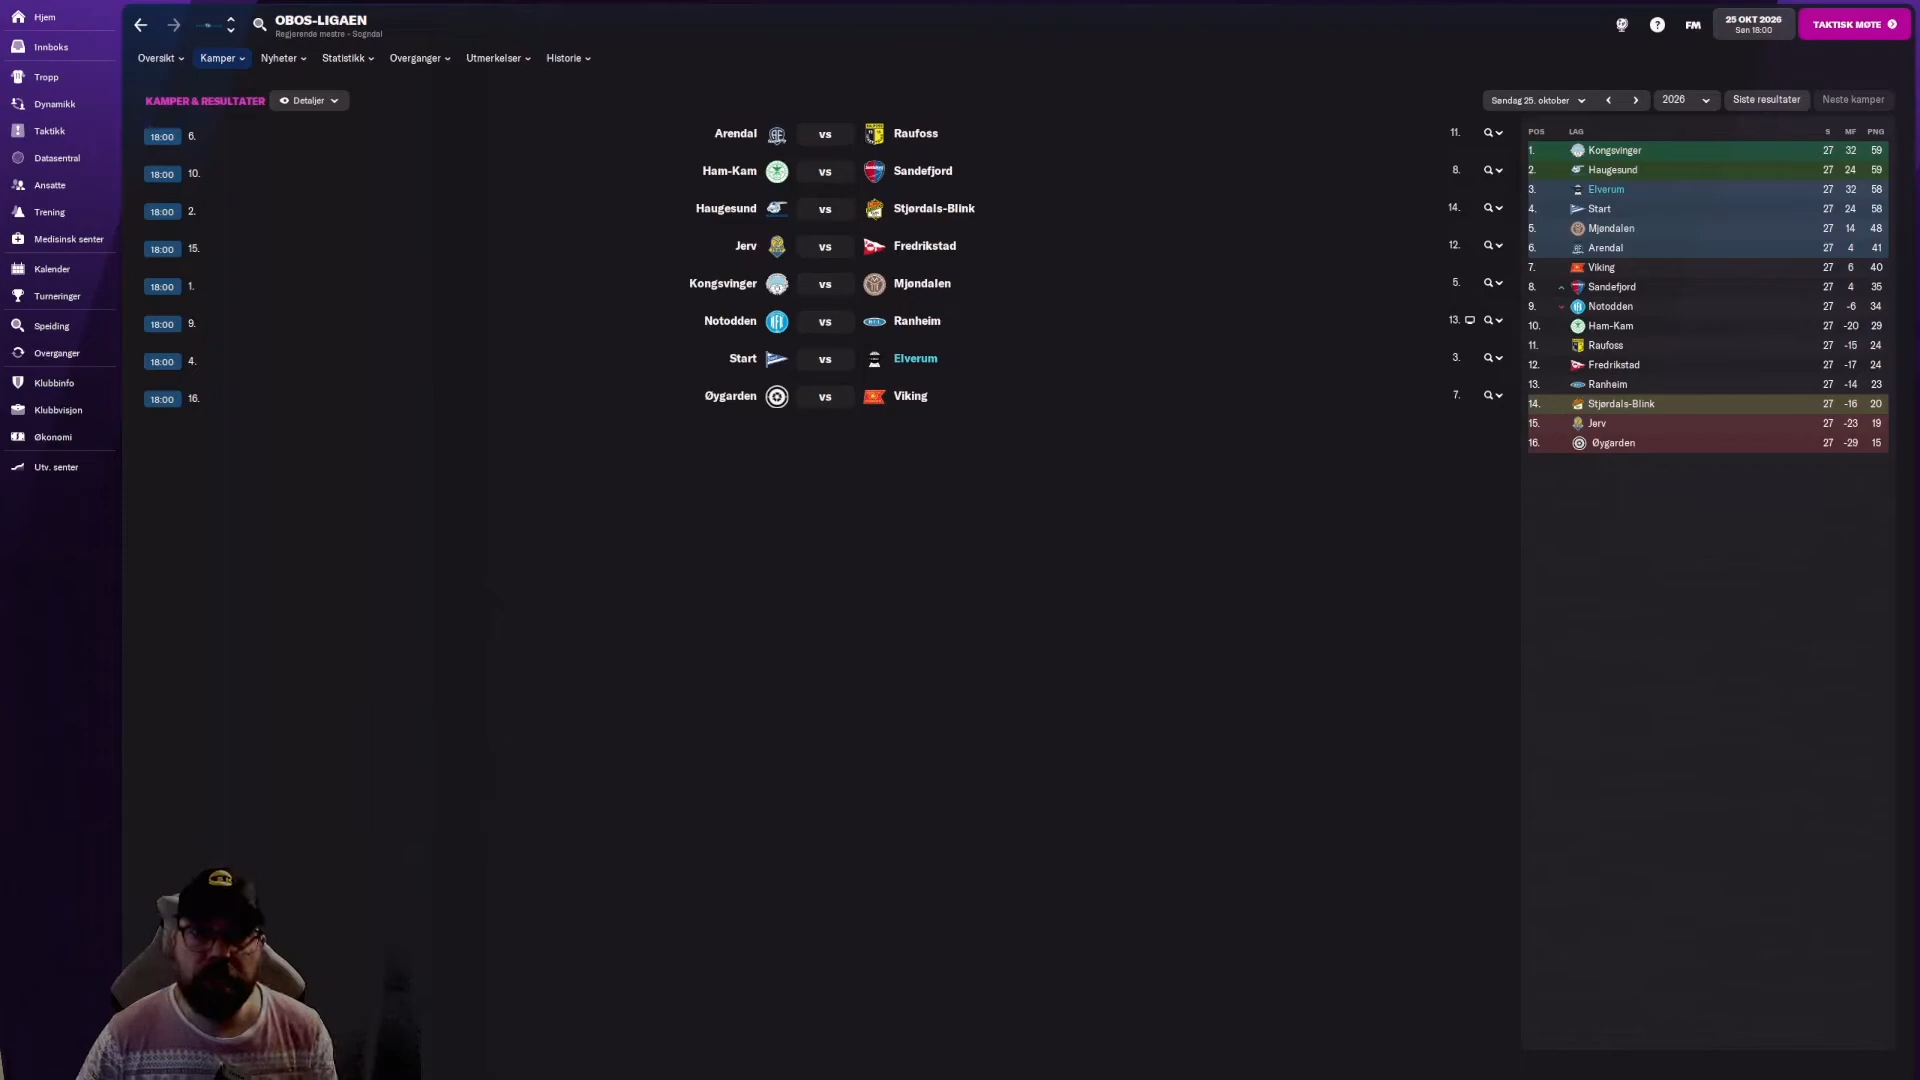 Hjem
Innboks
Tropp
Dynamikk
Taktikk
Datasentral
Ansatte
Trening
Medisinsk senter
Kalender
Turneringer
Speiding
Overganger
Klubbinfo
Klubbvisjon
Økonomi
Utv. senter
OBOS-LIGAEN
Regjerende mestre - Sogndal
FM
25 OKT 2026
Søn 18:00
TAKTISK MØTE
Oversikt Kamper Nyheter Statistikk Overganger Utmerkelser Historie
KAMPER & RESULTATER Detaljer
Søndag 25. oktober 2026 Siste resultater Neste kamper
18:00 6. Arendal vs Raufoss 11.
18:00 10. Ham-Kam vs Sandefjord 8.
18:00 2. Haugesund vs Stjørdals-Blink 14.
18:00 15. Jerv vs Fredrikstad 12.
18:00 1. Kongsvinger vs Mjøndalen 5.
18:00 9. Notodden vs Ranheim 13.
18:00 4. Start vs Elverum 3.
18:00 16. Øygarden vs Viking 7.
POS LAG S MF PNG
1. Kongsvinger 27 32 59
2. Haugesund 27 24 59
3. Elverum 27 32 58
4. Start 27 24 58
5. Mjøndalen 27 14 48
6. Arendal 27 4 41
7. Viking 27 6 40
8. Sandefjord 27 4 35
9. Notodden 27 -6 34
10. Ham-Kam 27 -20 29
11. Raufoss 27 -15 24
12. Fredrikstad 27 -17 24
13. Ranheim 27 -14 23
14. Stjørdals-Blink 27 -16 20
15. Jerv 27 -23 19
16. Øygarden 27 -29 15